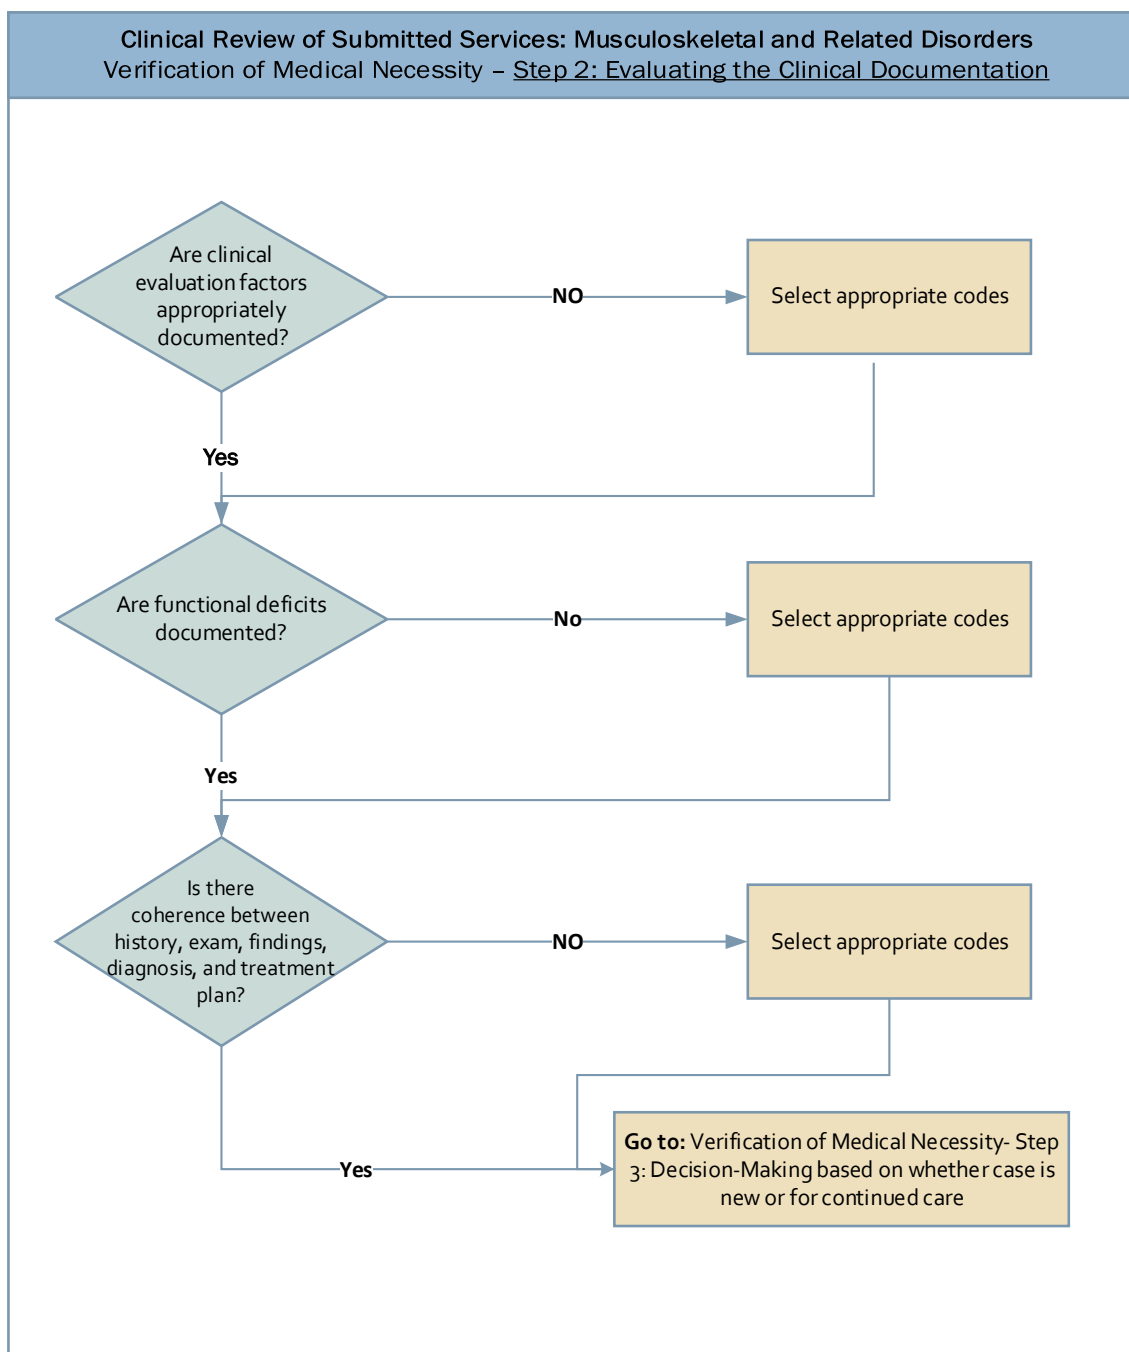 Clinical Review of Submitted Services: Musculoskeletal and Related Disorders
Verification of Medical Necessity – Step 2: Evaluating the Clinical Documentation
Are clinical
evaluation factors
appropriately
documented?
NO
Select appropriate codes
Yes
Are functional deficits
documented?
No
Select appropriate codes
Yes
Is there
coherence between
history, exam, findings,
diagnosis, and treatment
plan?
NO
Select appropriate codes
Yes
Go to: Verification of Medical Necessity- Step
3: Decision-Making based on whether case is
new or for continued care